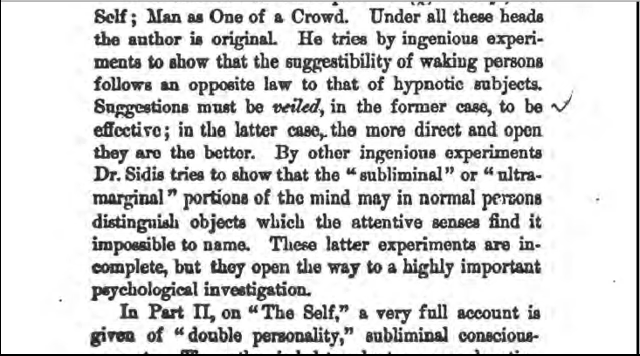 Self; Man as One of a Crowd. Under all these heads
the author is original. He tries by ingenious experi-
ments to show that the suggestibility of waking persons
follows an opposite law to that of hypnotic subjects.
Suggestions must be veiled, in the former case, to be
effective; in the latter case, the more direct and open
they are the better. By other ingenious experiments
Dr. Sidis tries to show that the "subliminal" or "ultra-
marginal" portions of the mind may in normal persons
distinguish objects which the attentive senses find it
impossible to name. These latter experiments are in-
complete, but they open the way to a highly important
psychological investigation.
In Part II, on "The Self," a very full account is
given of "double personality," subliminal conscious-